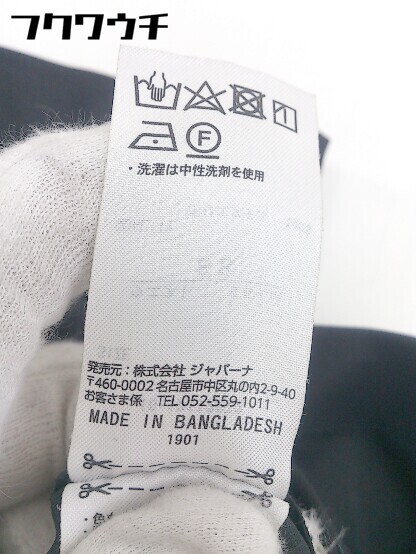 フクワウチ
F
・洗濯は中性洗剤を使用
発売元：株式会社 ジャパーナ
〒460-0002 名古屋市中区丸の内2-9-40
お客さま係 TEL 052-559-1011
MADE IN BANGLADESH
1901